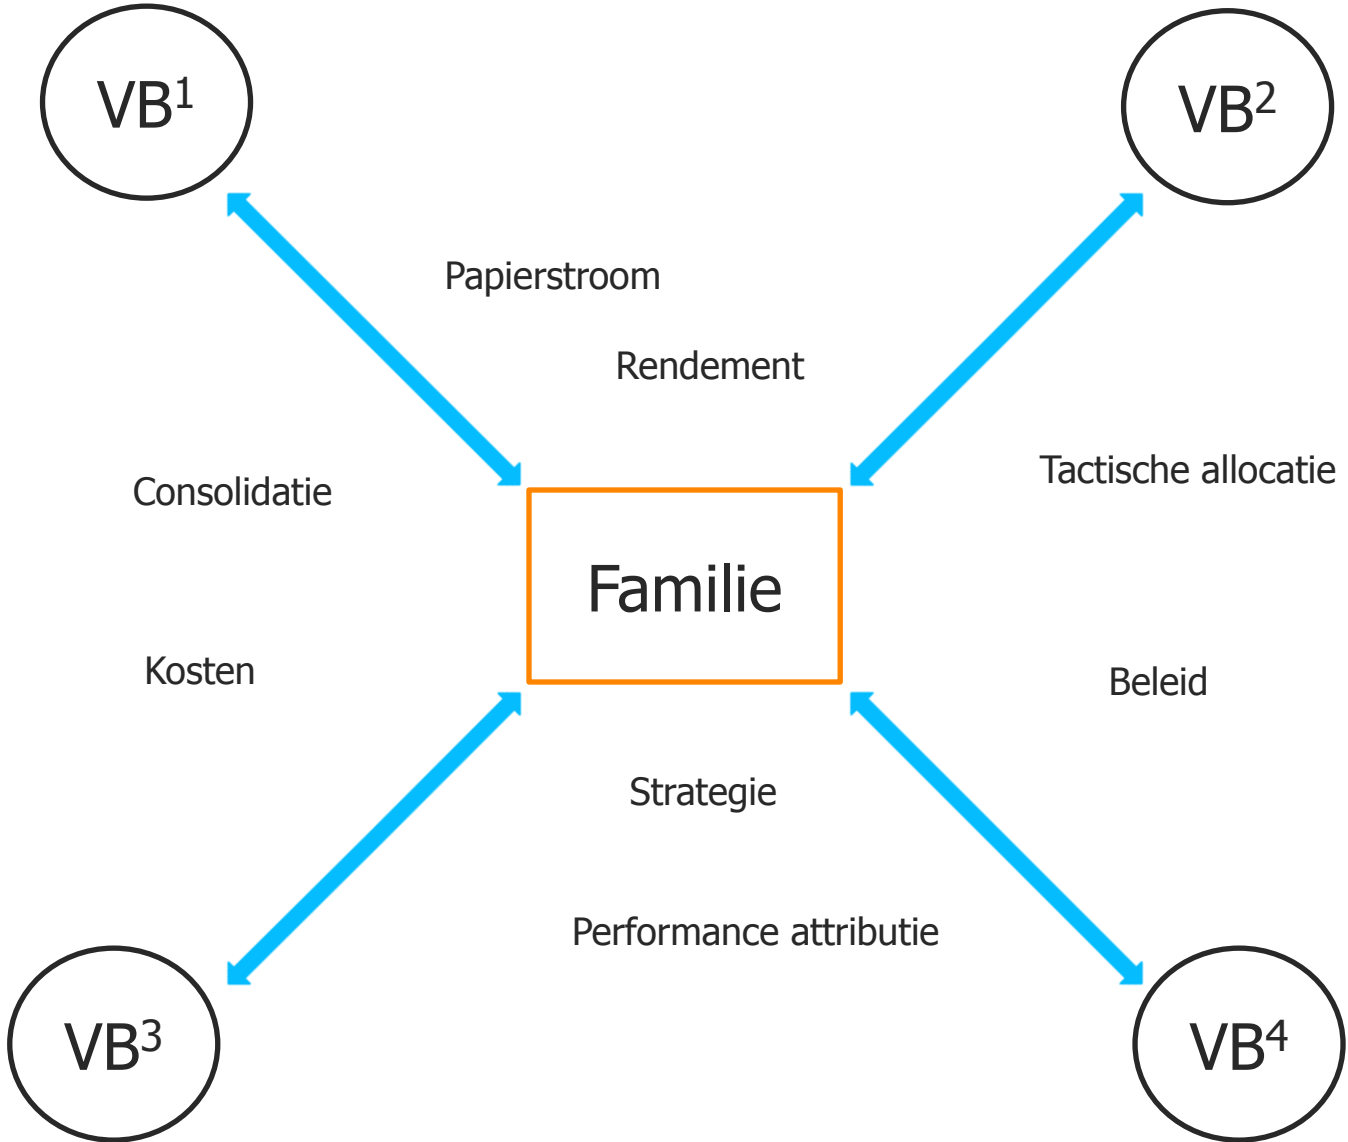 VB¹
VB²
Papierstroom
Rendement
Tactische allocatie
Consolidatie
Familie
Kosten
Beleid
Strategie
Performance attributie
VB³
VB⁴